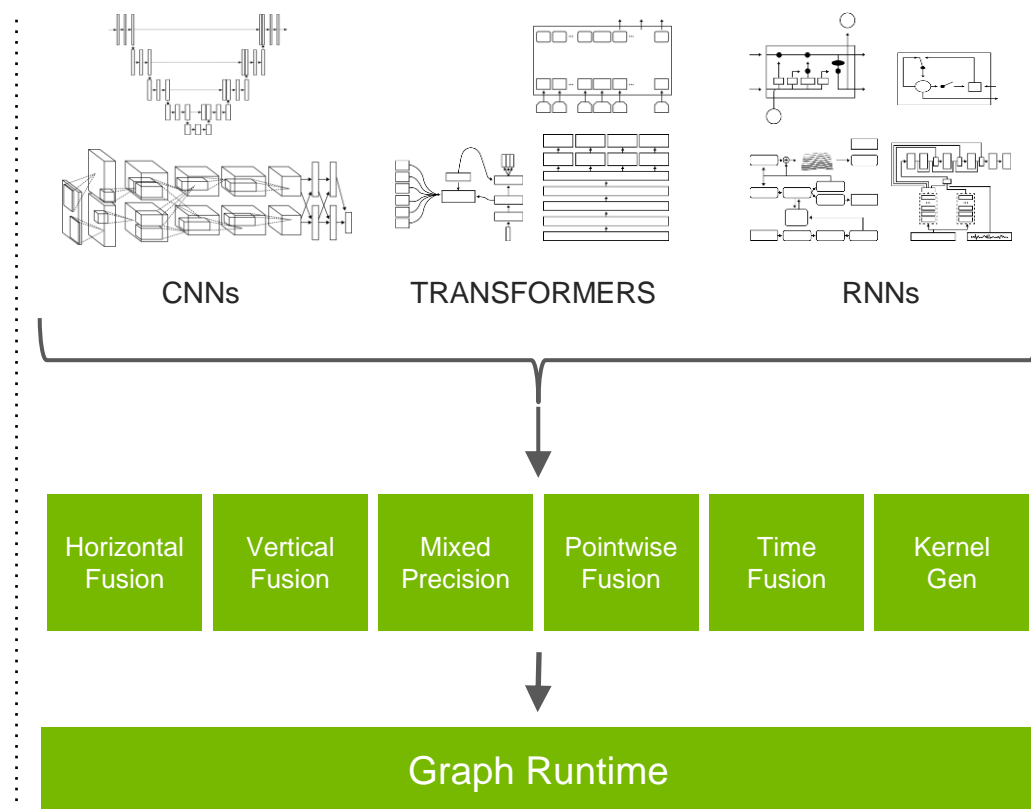 CNNs
TRANSFORMERS
RNNs
Horizontal
Fusion
Vertical
Fusion
Mixed
Precision
Pointwise
Fusion
Time
Fusion
Kernel
Gen
Graph Runtime